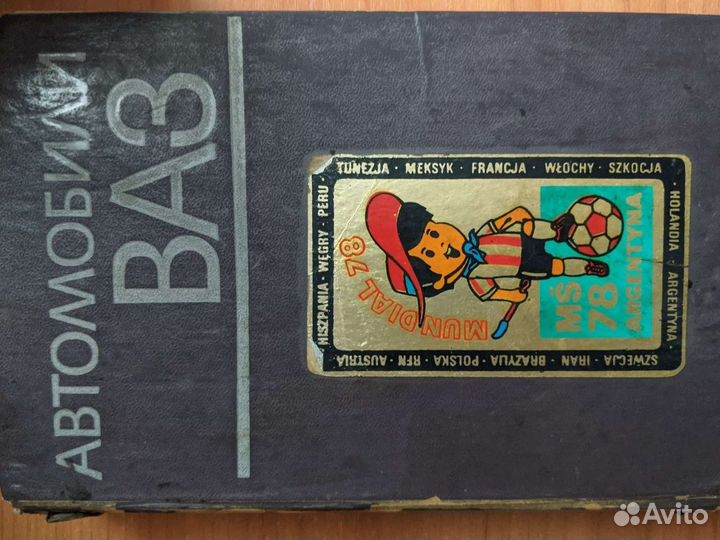 АВТОМОБИЛИ
ВАЗ
TUNEZJA · MEKSYK · FRANCJA · WŁOCHY · SZKOCJA
· HOLANDIA · ARGENTYNA ·
SZWECJA · IRAN · BRAZYLIA · POLSKA · RFN · AUSTRIA
HISZPANIA · WĘGRY · PERU
MUNDIAL 78
MŚ
78
ARGENTYNA
Avito